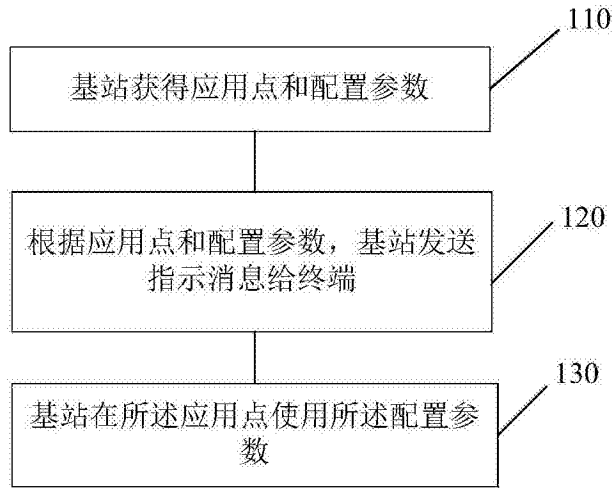 110
基站获得应用点和配置参数
120
根据应用点和配置参数，基站发送
指示消息给终端
130
基站在所述应用点使用所述配置参
数